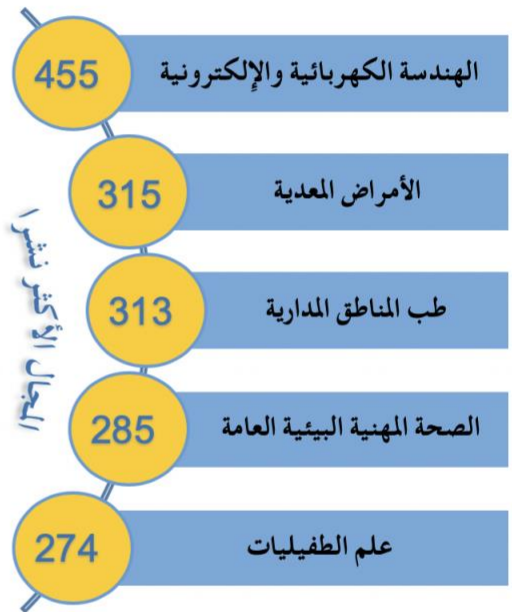 455
الهندسة الكهربائية والإلكترونية
315
الأمراض المعدية
313
طب المناطق المدارية
285
الصحة المهنية البيئية العامة
274
علم الطفيليات
المجال الأكثر نشرا